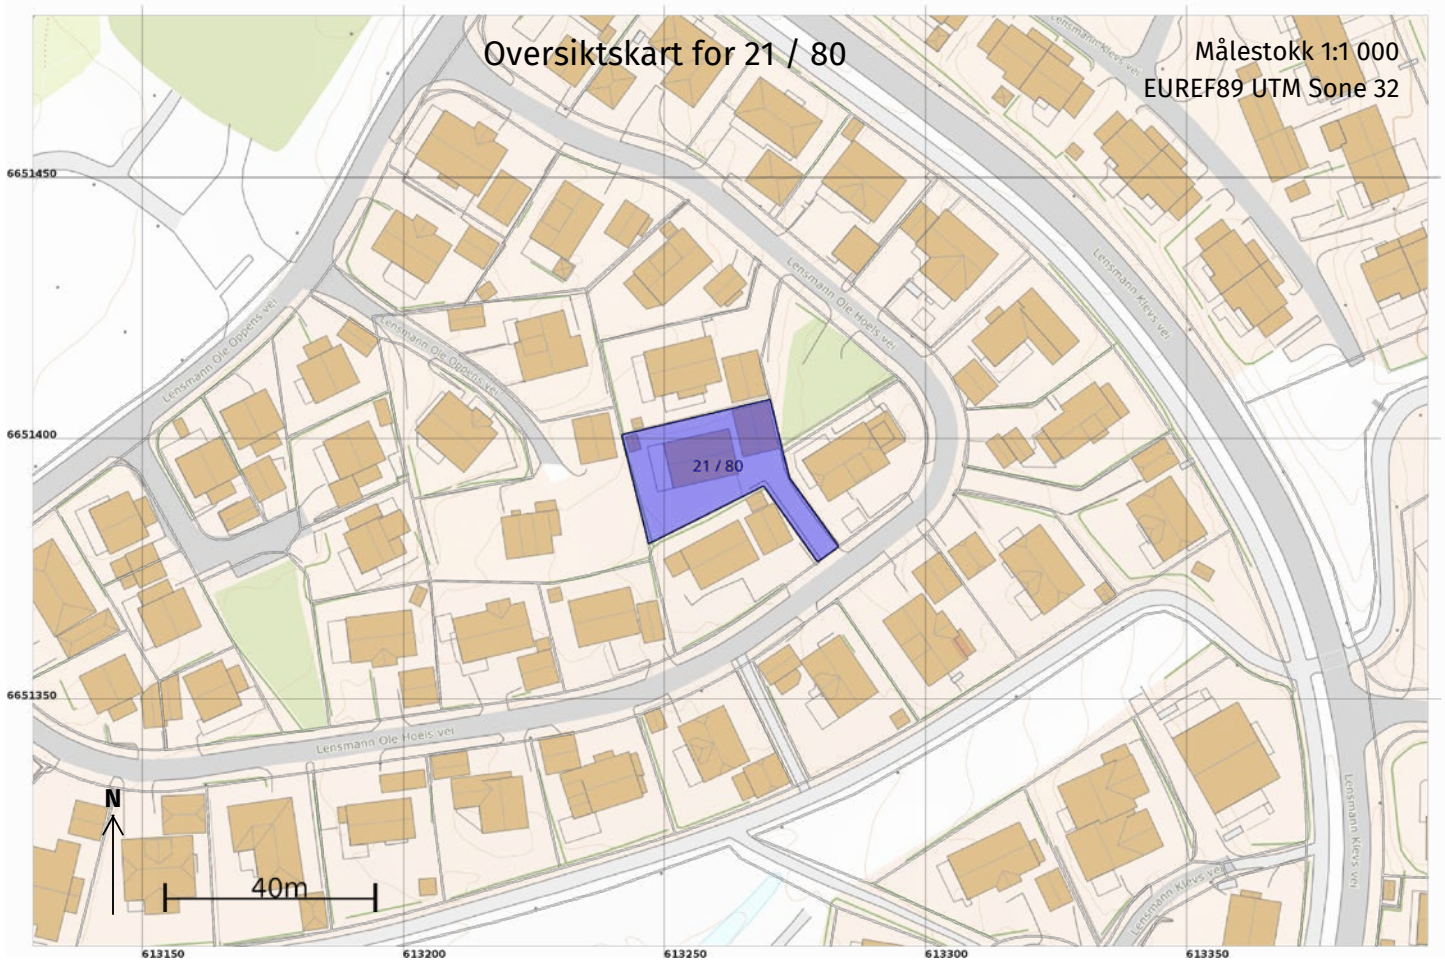 Oversiktskart for 21 / 80
Målestokk 1:1 000
EUREF89 UTM Sone 32
Lensmann Klevs vei
6651450
Lensmann Ole Hoels vei
Lensmann Klevs vei
Lensmann Ole Oppens vei
Lensmann Ole Oppens vei
6651400
21 / 80
6651350
Lensmann Ole Hoels vei
N
40m
Lensmann Klevs vei
Lensmann Klevs vei
613150
613200
613250
613300
613350